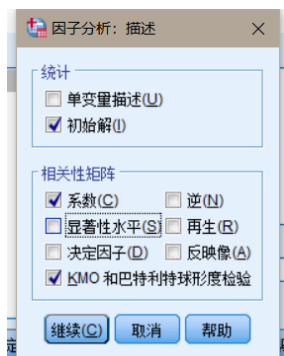 因子分析：描述
统计
单变量描述(U)
初始解(I)
相关性矩阵
系数(C) 逆(N)
显著性水平(S) 再生(R)
决定因子(D) 反映像(A)
KMO 和巴特利特球形度检验
继续(C) 取消 帮助